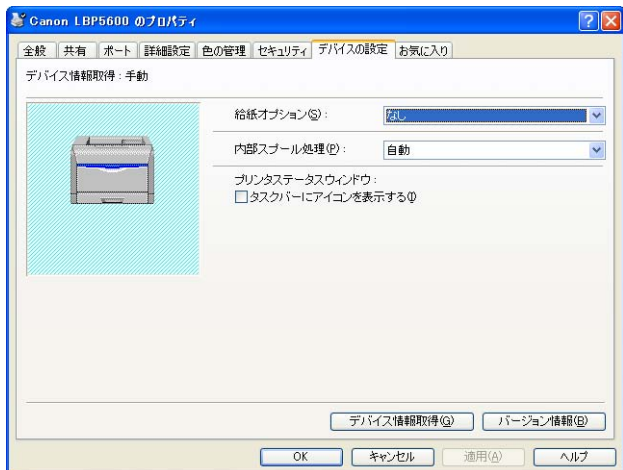 Canon LBP5600 のプロパティ
全般 共有 ポート 詳細設定 色の管理 セキュリティ デバイスの設定 お気に入り
デバイス情報取得：手動
給紙オプション(S)： なし
内部スプール処理(P)： 自動
プリンタステータスウィンドウ：
タスクバーにアイコンを表示する(I)
デバイス情報取得(G) バージョン情報(B)
OK キャンセル 適用(A) ヘルプ